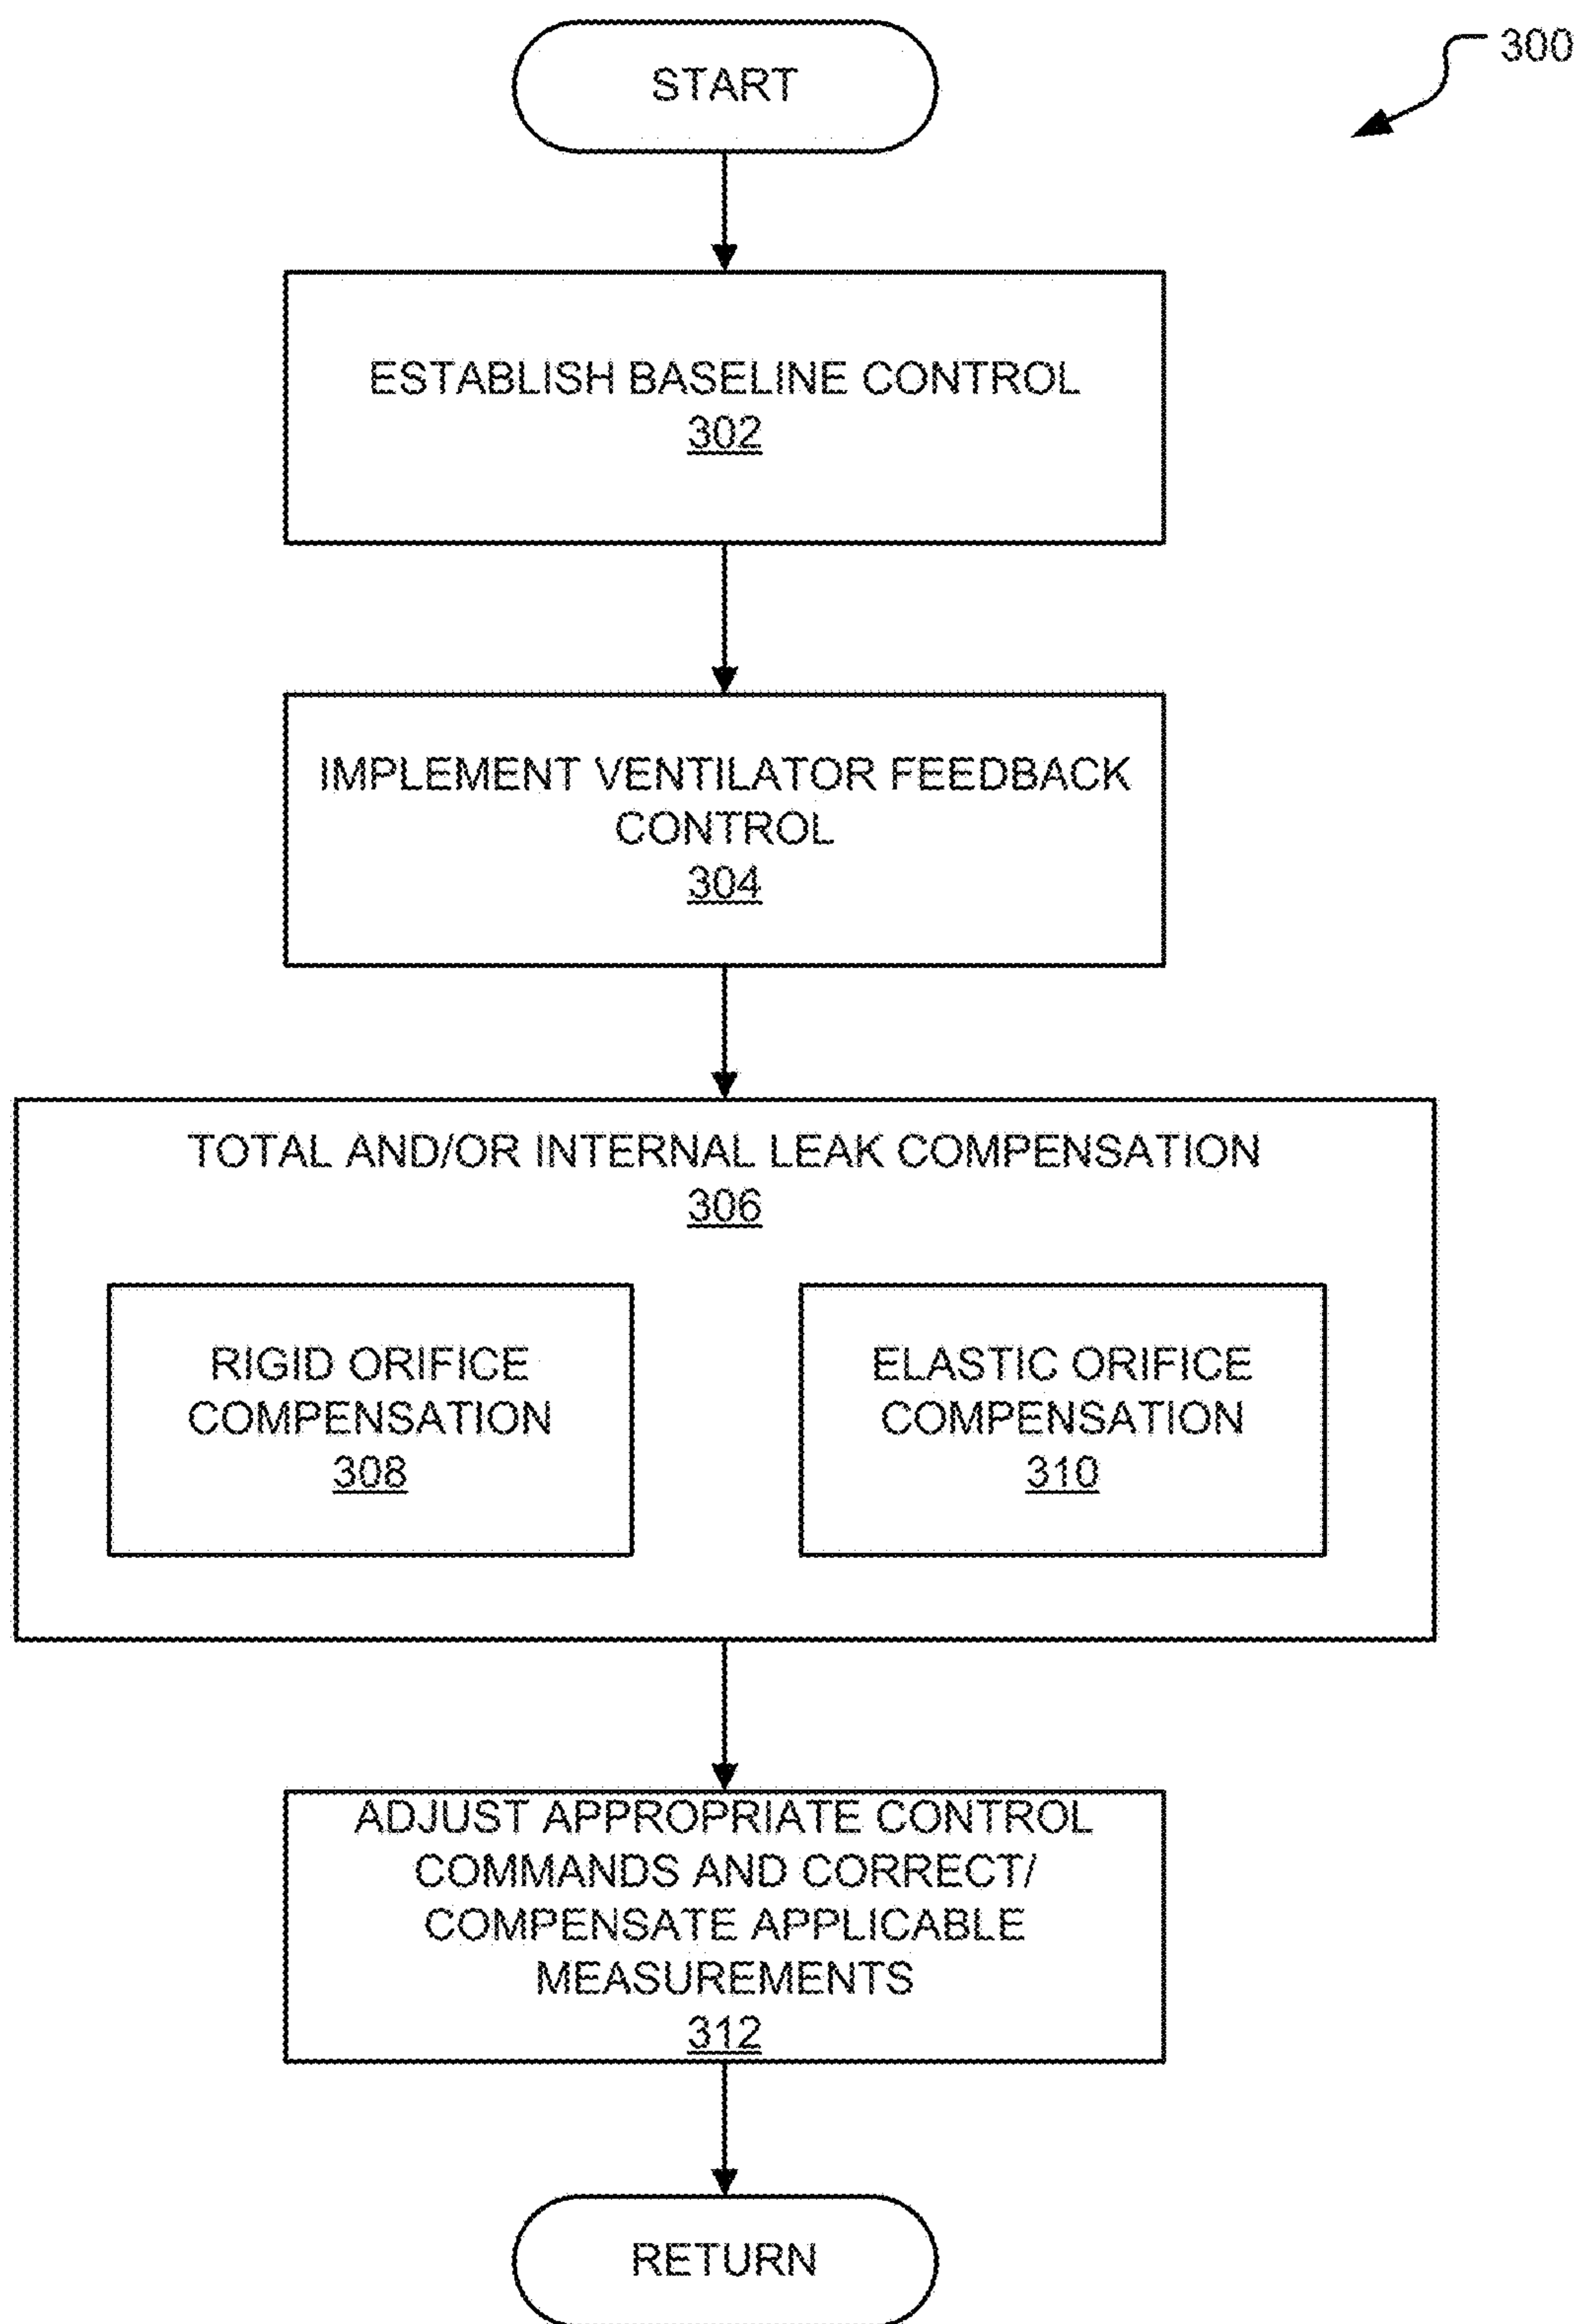 START
300
ESTABLISH BASELINE CONTROL
302
IMPLEMENT VENTILATOR FEEDBACK
CONTROL
304
TOTAL AND/OR INTERNAL LEAK COMPENSATION
306
RIGID ORIFICE
COMPENSATION
308
ELASTIC ORIFICE
COMPENSATION
310
ADJUST APPROPRIATE CONTROL
COMMANDS AND CORRECT/
COMPENSATE APPLICABLE
MEASUREMENTS
312
RETURN